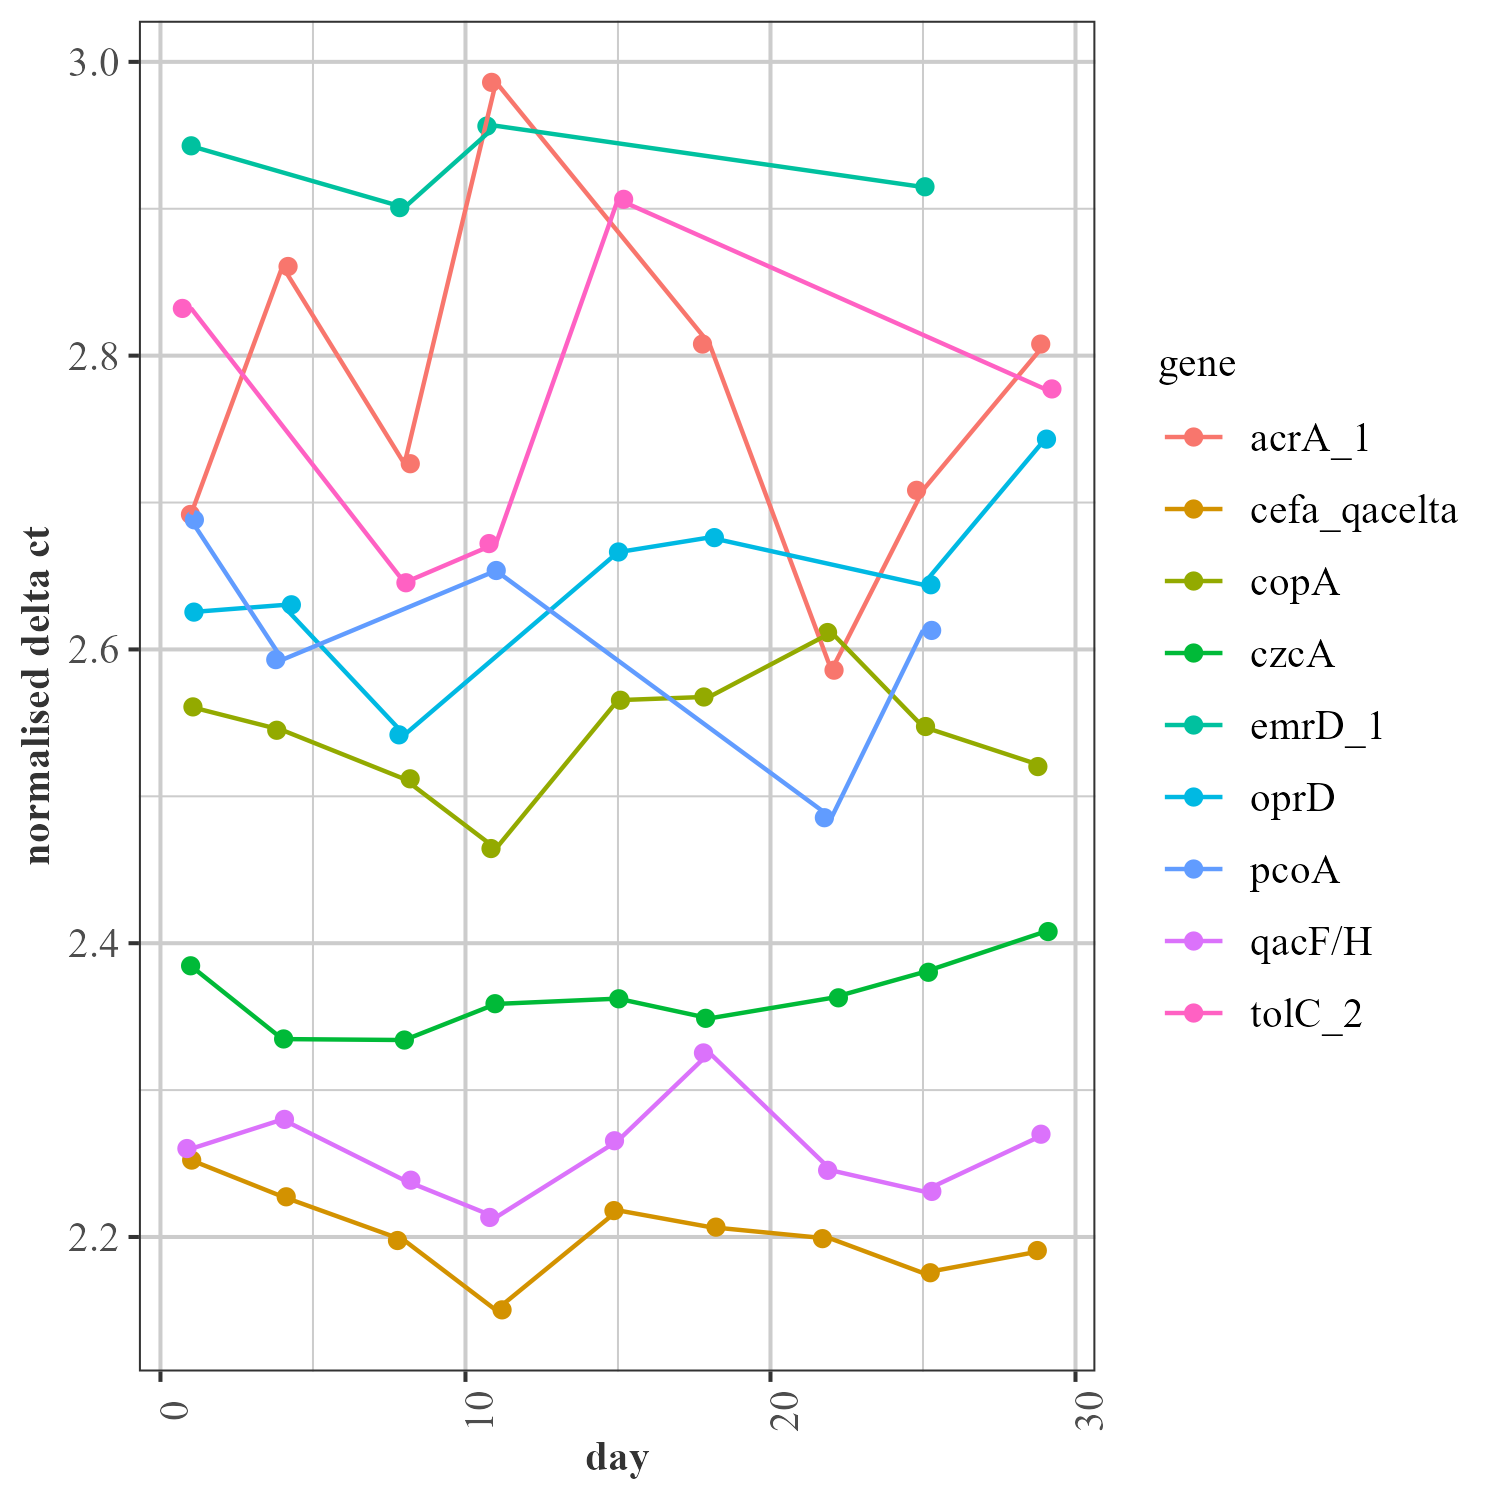 3.0
2.8
2.6
2.4
2.2
normalised delta ct
0
10
20
30
day
gene
acrA_1
cefa_qacelta
copA
czcA
emrD_1
oprD
pcoA
qacF/H
tolC_2